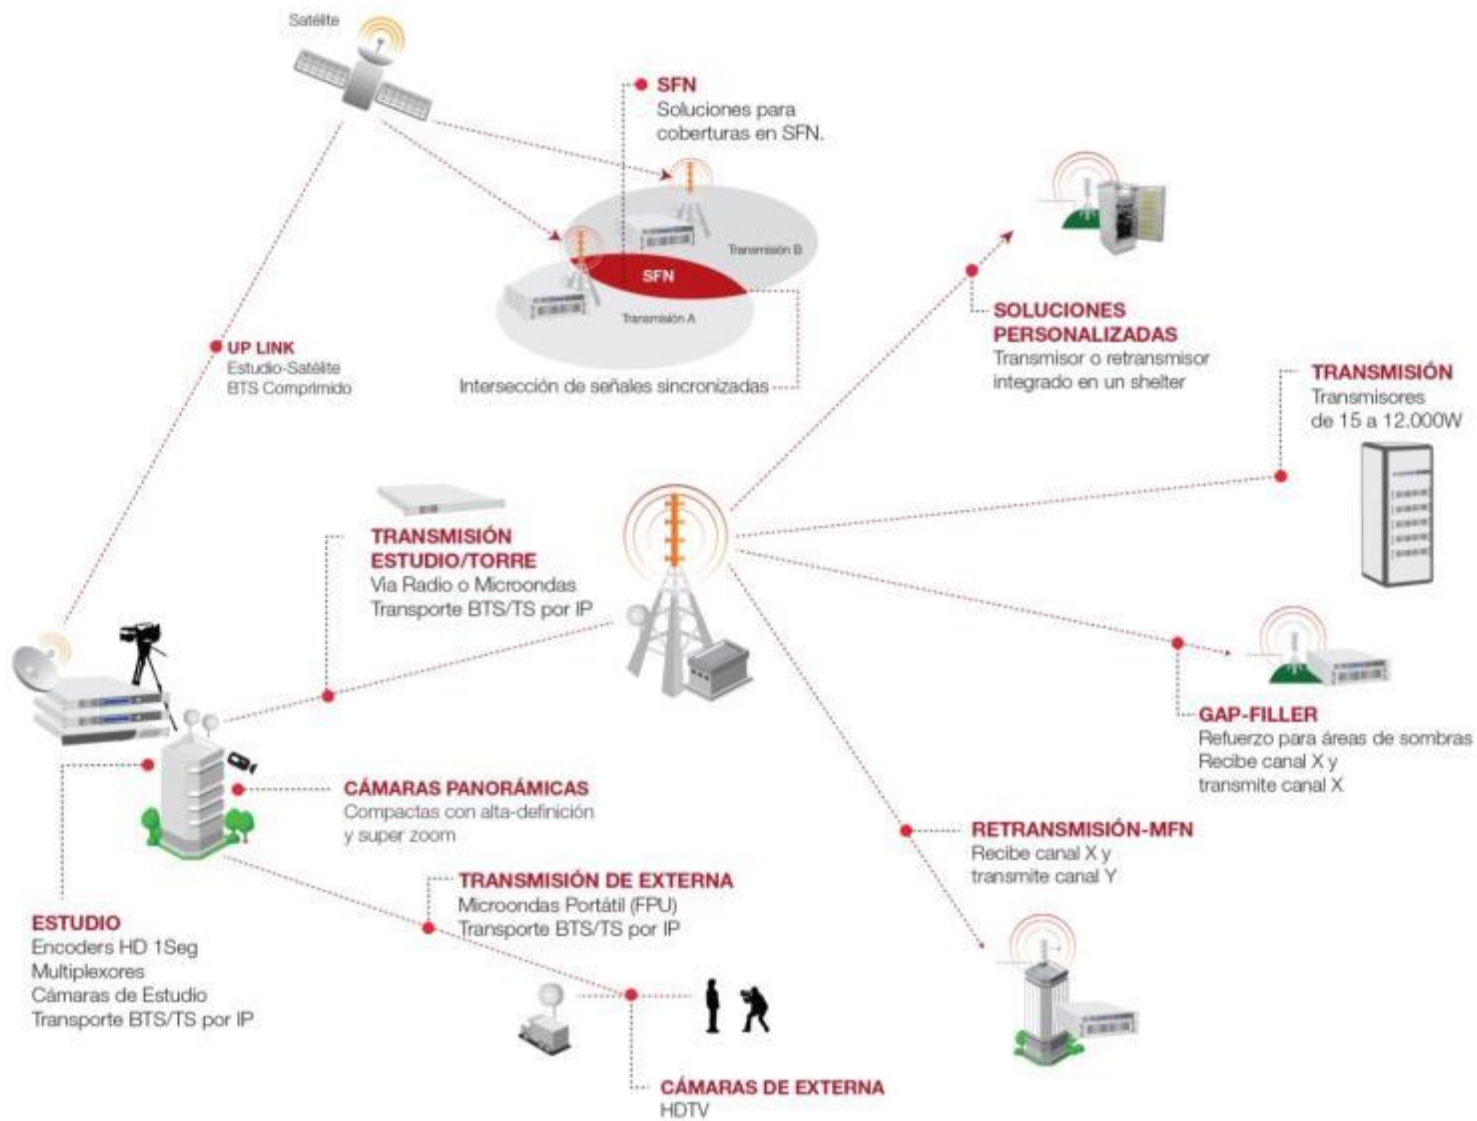 Satélite
SFN
Soluciones para
coberturas en SFN.
Transmisión B
SFN
Transmisión A
Intersección de señales sincronizadas
UP LINK
Estudio-Satélite
BTS Comprimido
SOLUCIONES
PERSONALIZADAS
Transmisor o retransmisor
integrado en un shelter
TRANSMISIÓN
Transmisores
de 15 a 12.000W
TRANSMISIÓN
ESTUDIO/TORRE
Via Radio o Microondas
Transporte BTS/TS por IP
GAP-FILLER
Refuerzo para áreas de sombras
Recibe canal X y
transmite canal X
CÁMARAS PANORÁMICAS
Compactas con alta-definición
y super zoom
RETRANSMISIÓN-MFN
Recibe canal X y
transmite canal Y
TRANSMISIÓN DE EXTERNA
Microondas Portátil (FPU)
Transporte BTS/TS por IP
ESTUDIO
Encoders HD 1Seg
Multiplexores
Cámaras de Estudio
Transporte BTS/TS por IP
CÁMARAS DE EXTERNA
HDTV